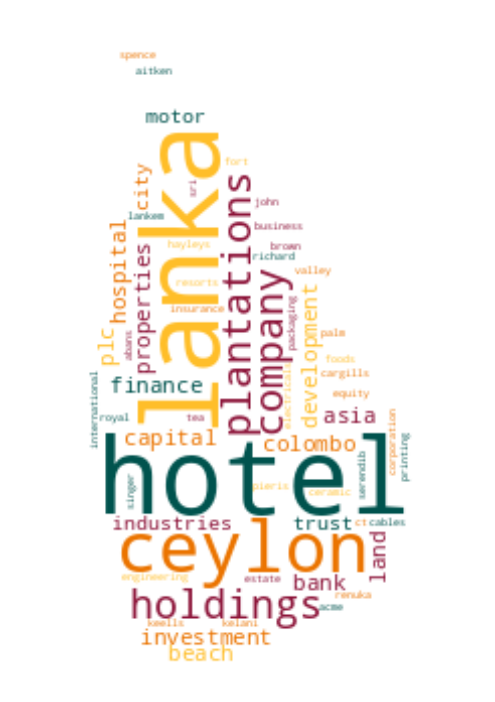 spence
aitken
motor
lanka
fort
city
sri
plantations
john
lankem
hospital
business
hayleys
brown
properties
richard
company
valley
resorts
development
insurance
packaging
plc
abans
palm
foods
electricals
cargills
finance
international
equity
royal
tea
asia
corporation
capital
colombo
printing
hotel
serendib
singer
pieris
ceramic
industries
trust
ct
cables
ceylon
land
engineering
estate
bank
renuka
holdings
acme
keells
kelani
investment
beach